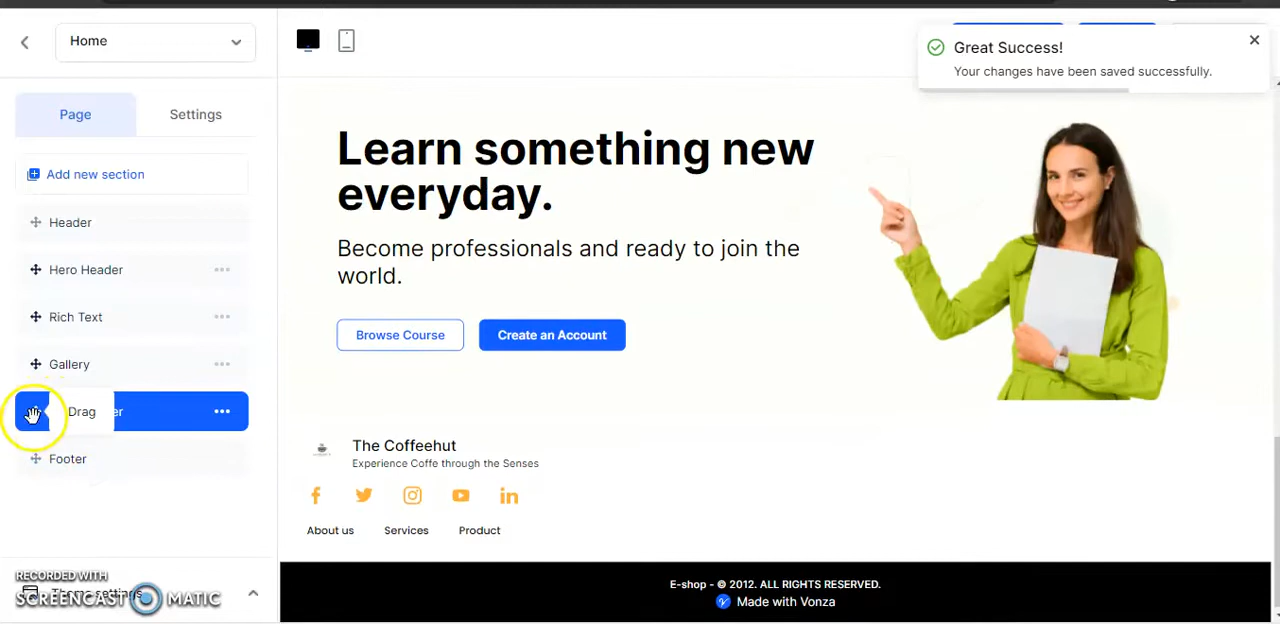 Home
Great Success!
Your changes have been saved successfully.
Page
Settings
Add new section
Header
Hero Header
Rich Text
Gallery
Drag
er
Footer
Learn something new
everyday.
Become professionals and ready to join the
world.
Browse Course
Create an Account
The Coffeehut
Experience Coffe through the Senses
About us
Services
Product
E-shop - © 2012. ALL RIGHTS RESERVED.
Made with Vonza
RECORDED WITH
SCREENCAST MATIC